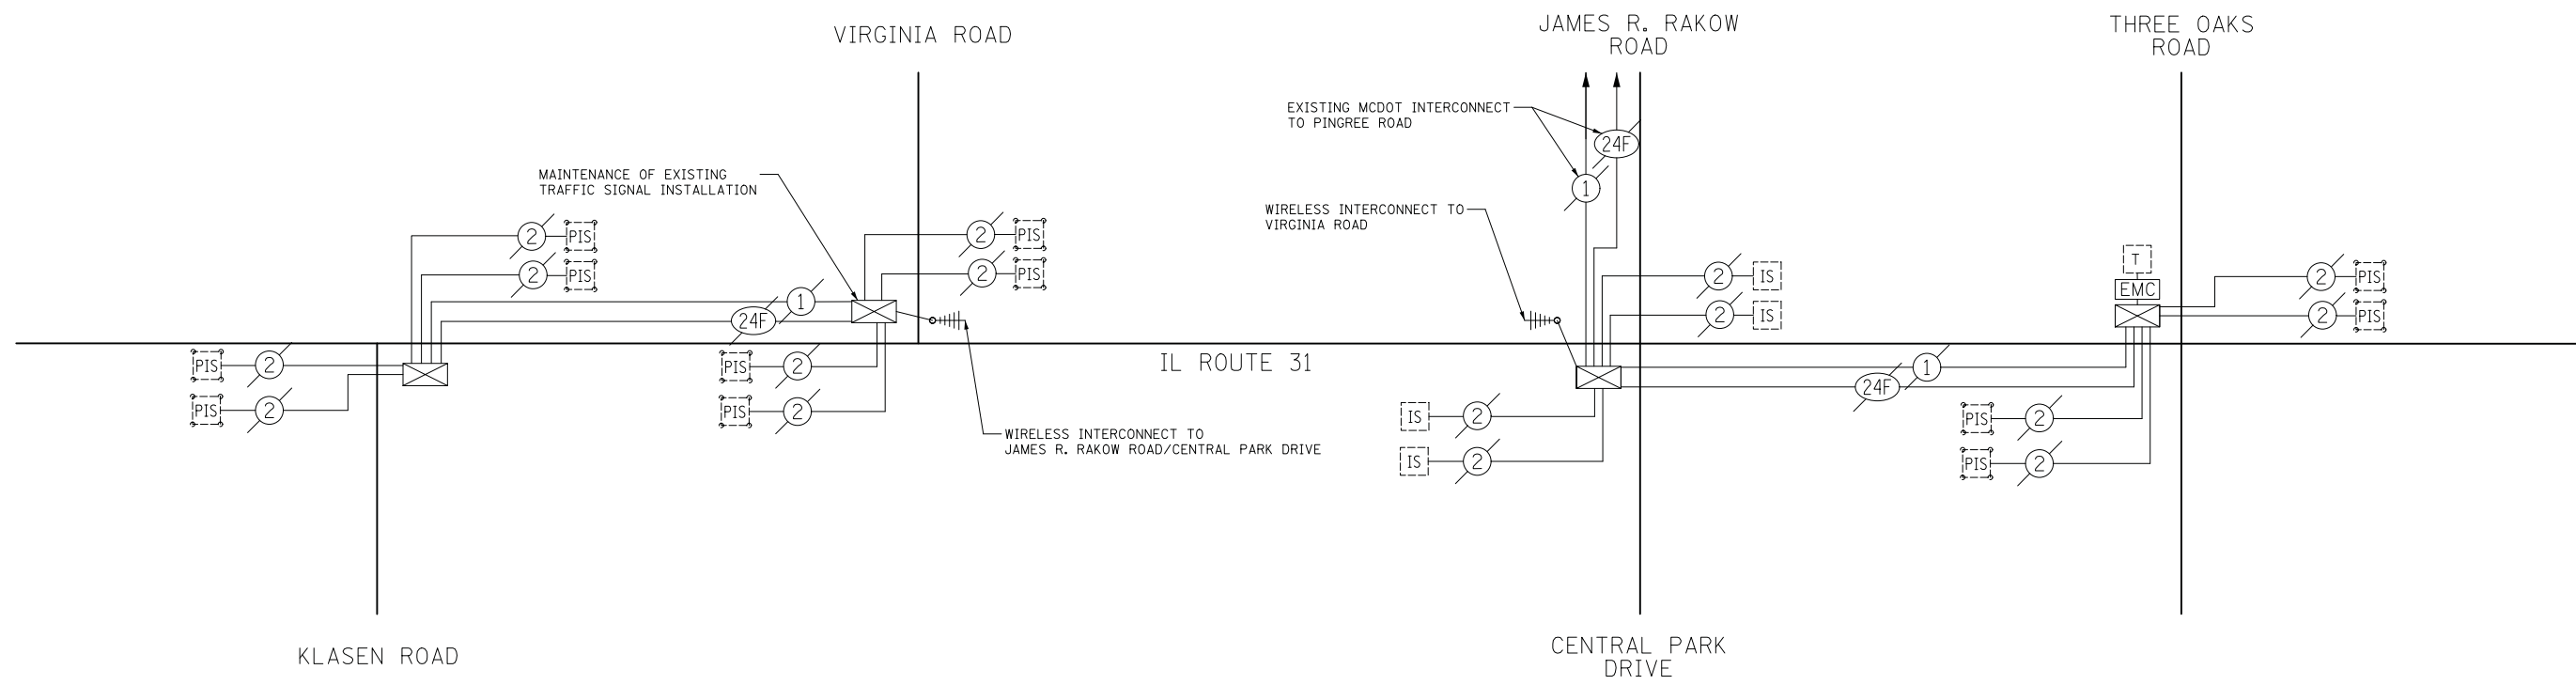 VIRGINIA ROAD
JAMES R. RAKOW
ROAD
THREE OAKS
ROAD
EXISTING MCDOT INTERCONNECT
TO PINGREE ROAD
24F
1
MAINTENANCE OF EXISTING
TRAFFIC SIGNAL INSTALLATION
WIRELESS INTERCONNECT TO
VIRGINIA ROAD
2 PIS
2 PIS
2 PIS
2 PIS
1
24F
2 IS
2 IS
T
EMC
2 PIS
2 PIS
PIS 2
PIS 2
PIS 2
PIS 2
IL ROUTE 31
1
24F
IS 2
IS 2
PIS 2
PIS 2
WIRELESS INTERCONNECT TO
JAMES R. RAKOW ROAD/CENTRAL PARK DRIVE
KLASEN ROAD
CENTRAL PARK
DRIVE